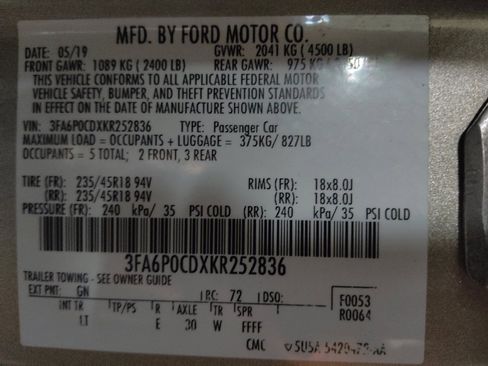 MFD. BY FORD MOTOR CO.
DATE: 05/19 GVWR: 2041 KG (4500 LB)
FRONT GAWR: 1089 KG (2400 LB) REAR GAWR: 975 KG
THIS VEHICLE CONFORMS TO ALL APPLICABLE FEDERAL MOTOR
VEHICLE SAFETY, BUMPER, AND THEFT PREVENTION STANDARDS
IN EFFECT ON THE DATE OF MANUFACTURE SHOWN ABOVE.
VIN: 3FA6P0CDXKR252836 TYPE: Passenger Car
MAXIMUM LOAD = OCCUPANTS + LUGGAGE = 375KG/ 827LB
OCCUPANTS = 5 TOTAL; 2 FRONT, 3 REAR
TIRE (FR): 235/45R18 94V RIMS (FR): 18x8.0J
(RR): 235/45R18 94V (RR): 18x8.0J
PRESSURE (FR): 240 kPa/ 35 PSI COLD (RR): 240 kPa/ 35 PSI COLD
3FA6P0CDXKR252836
TRAILER TOWING - SEE OWNER GUIDE
EXT PNT: GN RC: 72 DSO: F0053
INT TR TP/PS R AXLE TR SPR R0064
LT E 30 W FFFF
CMC